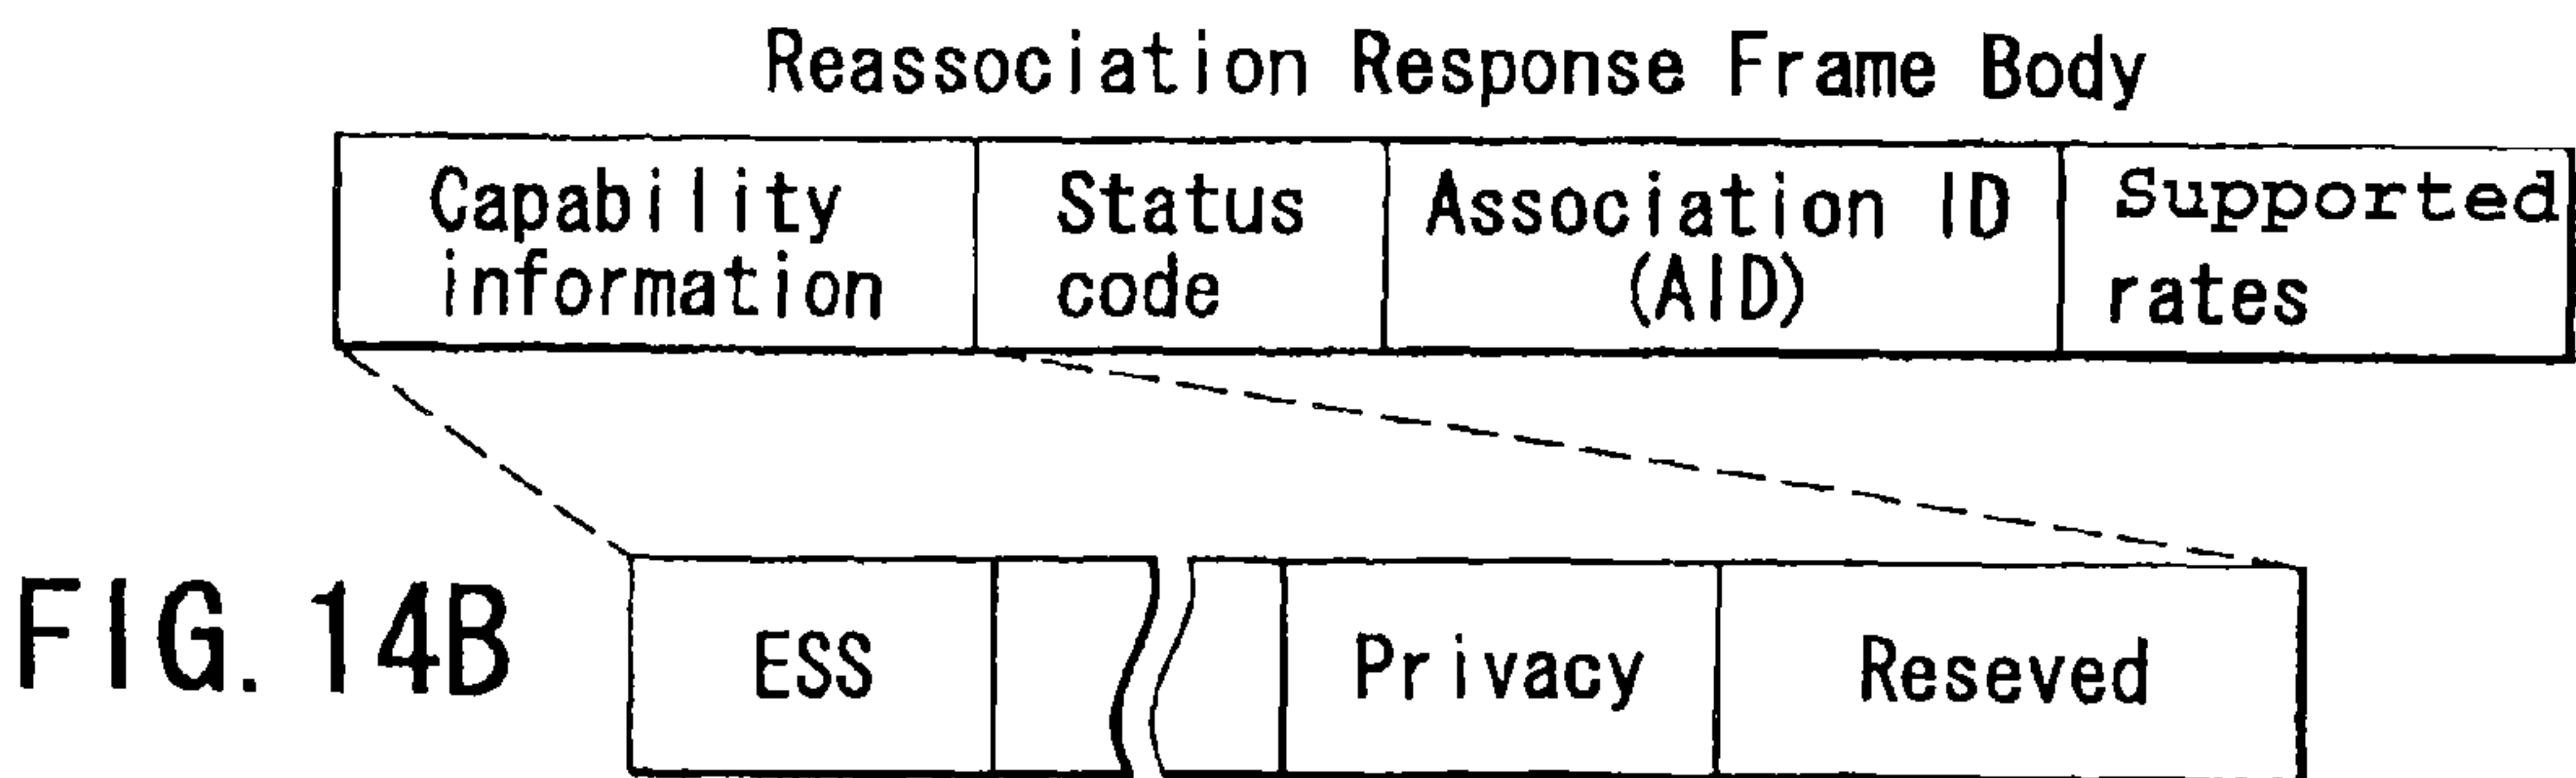 Reassociation Response Frame Body
Capability information
Status code
Association ID (AID)
Supported rates
FIG. 14B
ESS
Privacy
Reseved